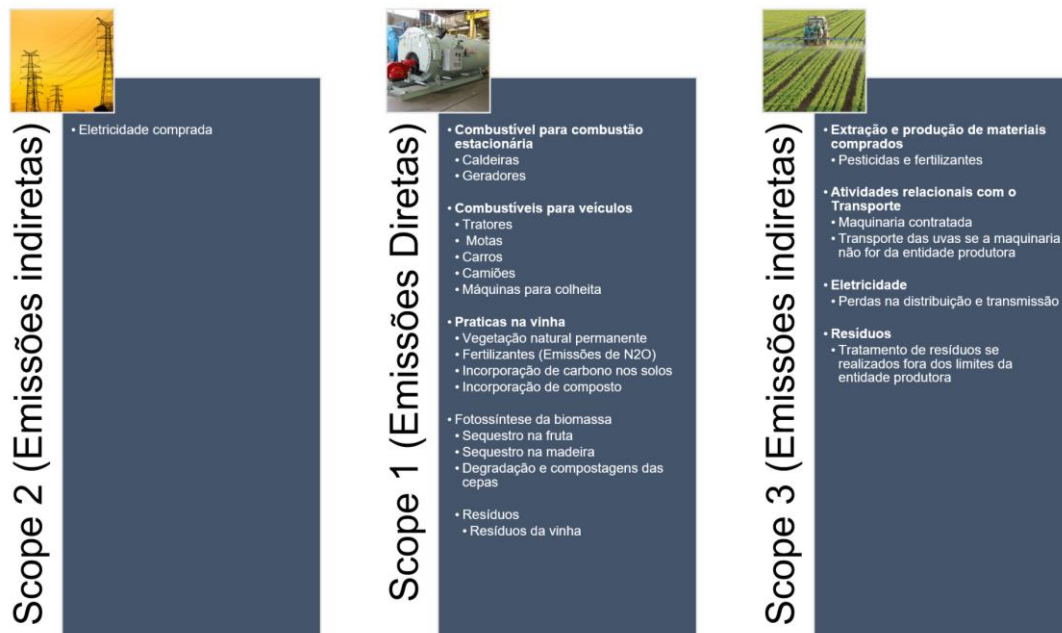 Scope 2 (Emissões indiretas)
• Eletricidade comprada
Scope 1 (Emissões Diretas)
• Combustível para combustão
estacionária
• Caldeiras
• Geradores
• Combustíveis para veículos
• Tratores
• Motas
• Carros
• Camiões
• Máquinas para colheita
• Praticas na vinha
• Vegetação natural permanente
• Fertilizantes (Emissões de N2O)
• Incorporação de carbono nos solos
• Incorporação de composto
• Fotossíntese da biomassa
• Sequestro na fruta
• Sequestro na madeira
• Degradação e compostagens das
cepas
• Resíduos
• Resíduos da vinha
Scope 3 (Emissões indiretas)
• Extração e produção de materiais
comprados
• Pesticidas e fertilizantes
• Atividades relacionais com o
Transporte
• Maquinaria contratada
• Transporte das uvas se a maquinaria
não for da entidade produtora
• Eletricidade
• Perdas na distribuição e transmissão
• Resíduos
• Tratamento de resíduos se
realizados fora dos limites da
entidade produtora